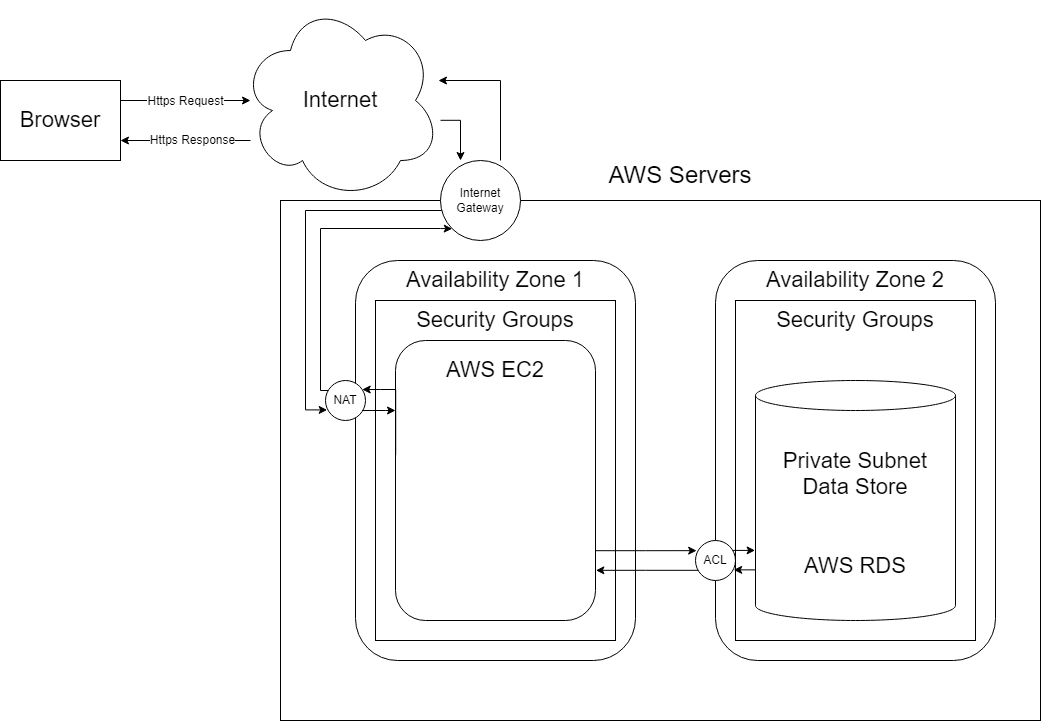 Browser
Https Request
Https Response
Internet
Internet
Gateway
AWS Servers
Availability Zone 1
Security Groups
AWS EC2
NAT
Availability Zone 2
Security Groups
Private Subnet
Data Store
AWS RDS
ACL